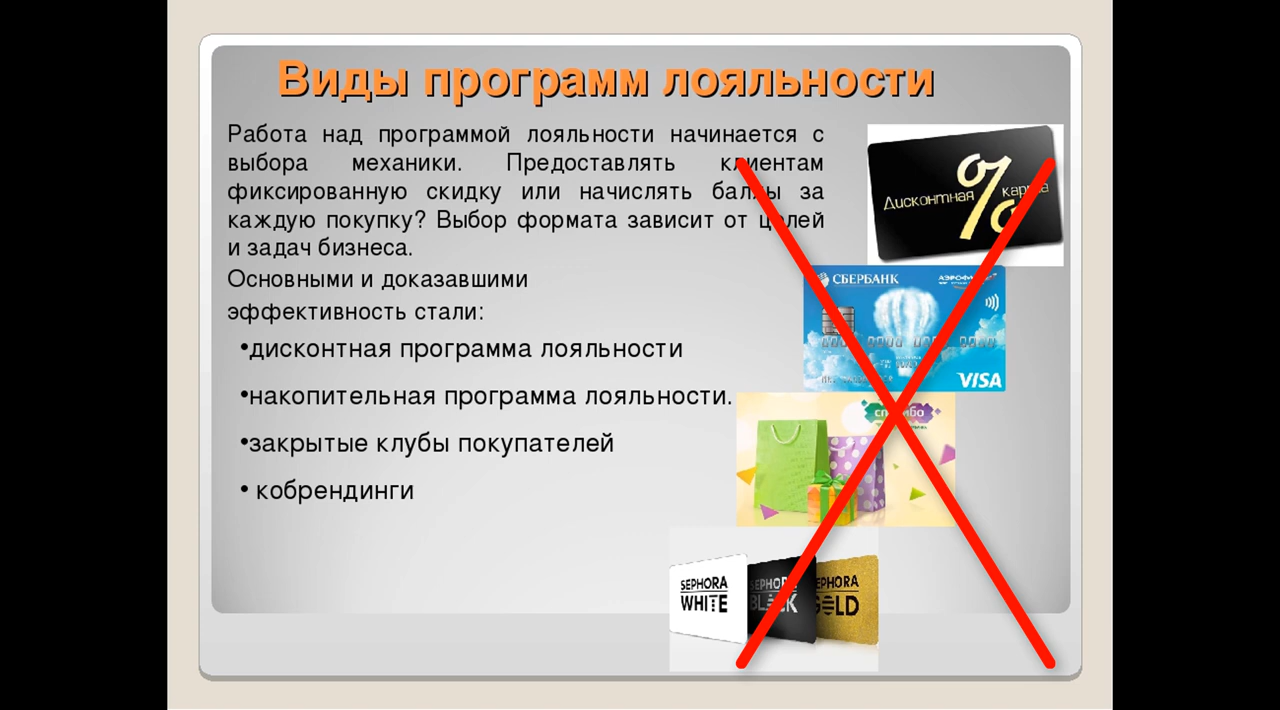 Виды программ лояльности
Работа над программой лояльности начинается с
выбора механики. Предоставлять клиентам
фиксированную скидку или начислять баллы за
каждую покупку? Выбор формата зависит от целей
и задач бизнеса.
Основными и доказавшими
эффективность стали:
•дисконтная программа лояльности
•накопительная программа лояльности.
•закрытые клубы покупателей
• кобрендинги
Дисконтная % карта
СБЕРБАНК
VISA
спасибо
SEPHORA
WHITE
SEPHORA
BLACK
SEPHORA
GOLD